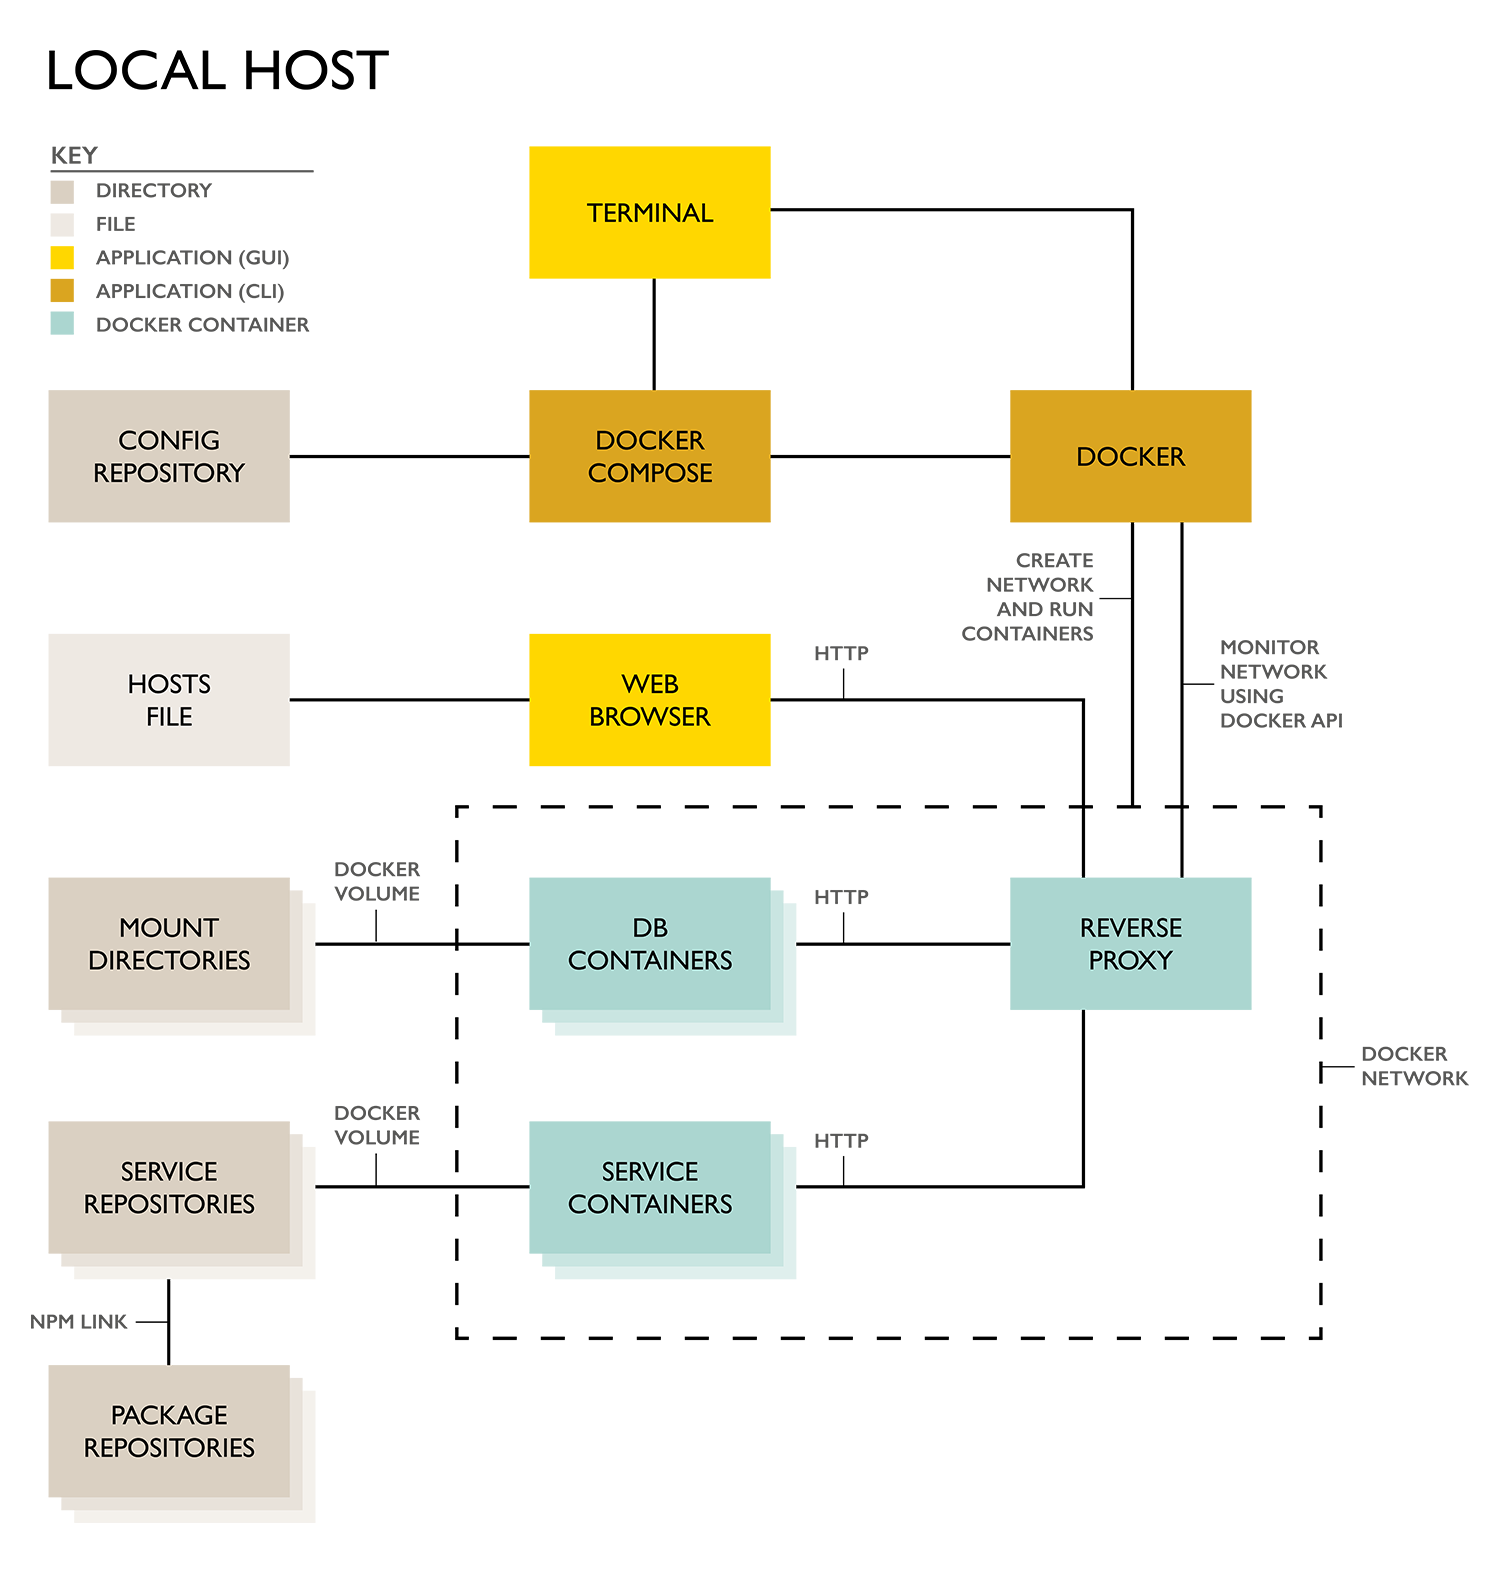 LOCAL HOST
KEY
DIRECTORY
FILE
APPLICATION (GUI)
APPLICATION (CLI)
DOCKER CONTAINER
TERMINAL
CONFIG
REPOSITORY
DOCKER
COMPOSE
DOCKER
CREATE
NETWORK
AND RUN
CONTAINERS
MONITOR
NETWORK
USING
DOCKER API
HOSTS
FILE
WEB
BROWSER
HTTP
MOUNT
DIRECTORIES
DOCKER
VOLUME
DB
CONTAINERS
HTTP
REVERSE
PROXY
DOCKER
NETWORK
SERVICE
REPOSITORIES
DOCKER
VOLUME
SERVICE
CONTAINERS
HTTP
NPM LINK
PACKAGE
REPOSITORIES